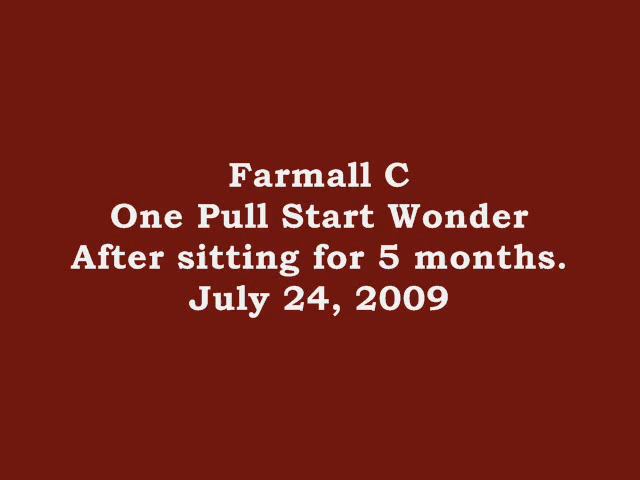 Farmall C
One Pull Start Wonder
After sitting for 5 months.
July 24, 2009